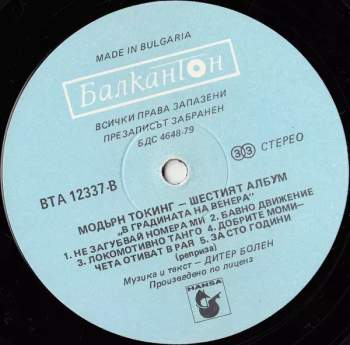 MADE IN BULGARIA
Балкантон
ВСИЧКИ ПРАВА ЗАПАЗЕНИ
ПРЕЗАПИСЪТ ЗАБРАНЕН
БДС 4648-79
ВТА 12337-В
33 СТЕРЕО
МОДЪРН ТОКИНГ – ШЕСТИЯТ АЛБУМ
„В ГРАДИНАТА НА ВЕНЕРА"
1. НЕ ЗАГУБВАЙ НОМЕРА МИ 2. БАВНО ДВИЖЕНИЕ
3. ЛОКОМОТИВНО ТАНГО 4. ДОБРИТЕ МОМИ-
ЧЕТА ОТИВАТ В РАЯ 5. ЗА СТО ГОДИНИ
(реприза)
Музика и текст – ДИТЕР БОЛЕН
Произведено по лиценз
HANSA